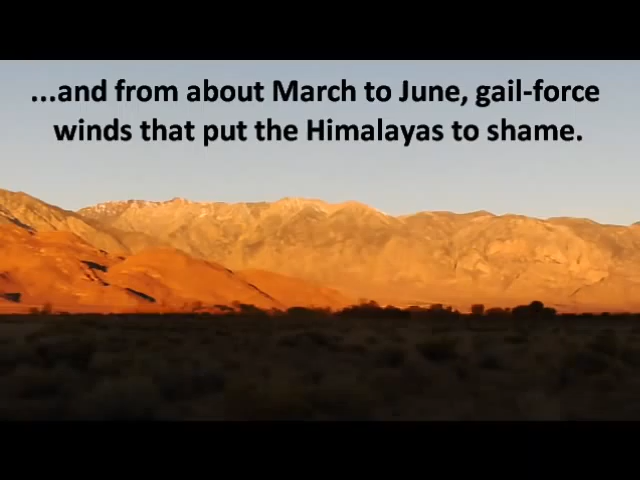 ...and from about March to June, gail-force
winds that put the Himalayas to shame.